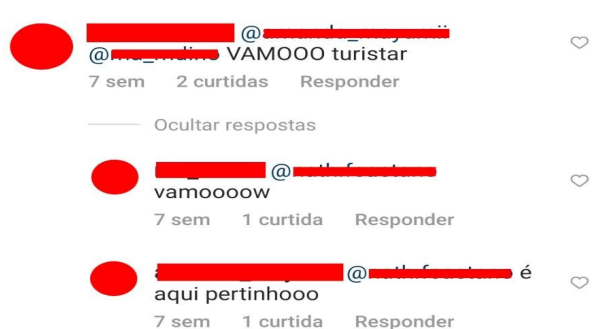 @
@ VAMOOO turistar
7 sem 2 curtidas Responder
Ocultar respostas
@
vamoooow
7 sem 1 curtida Responder
@ é
aqui pertinhooo
7 sem 1 curtida Responder